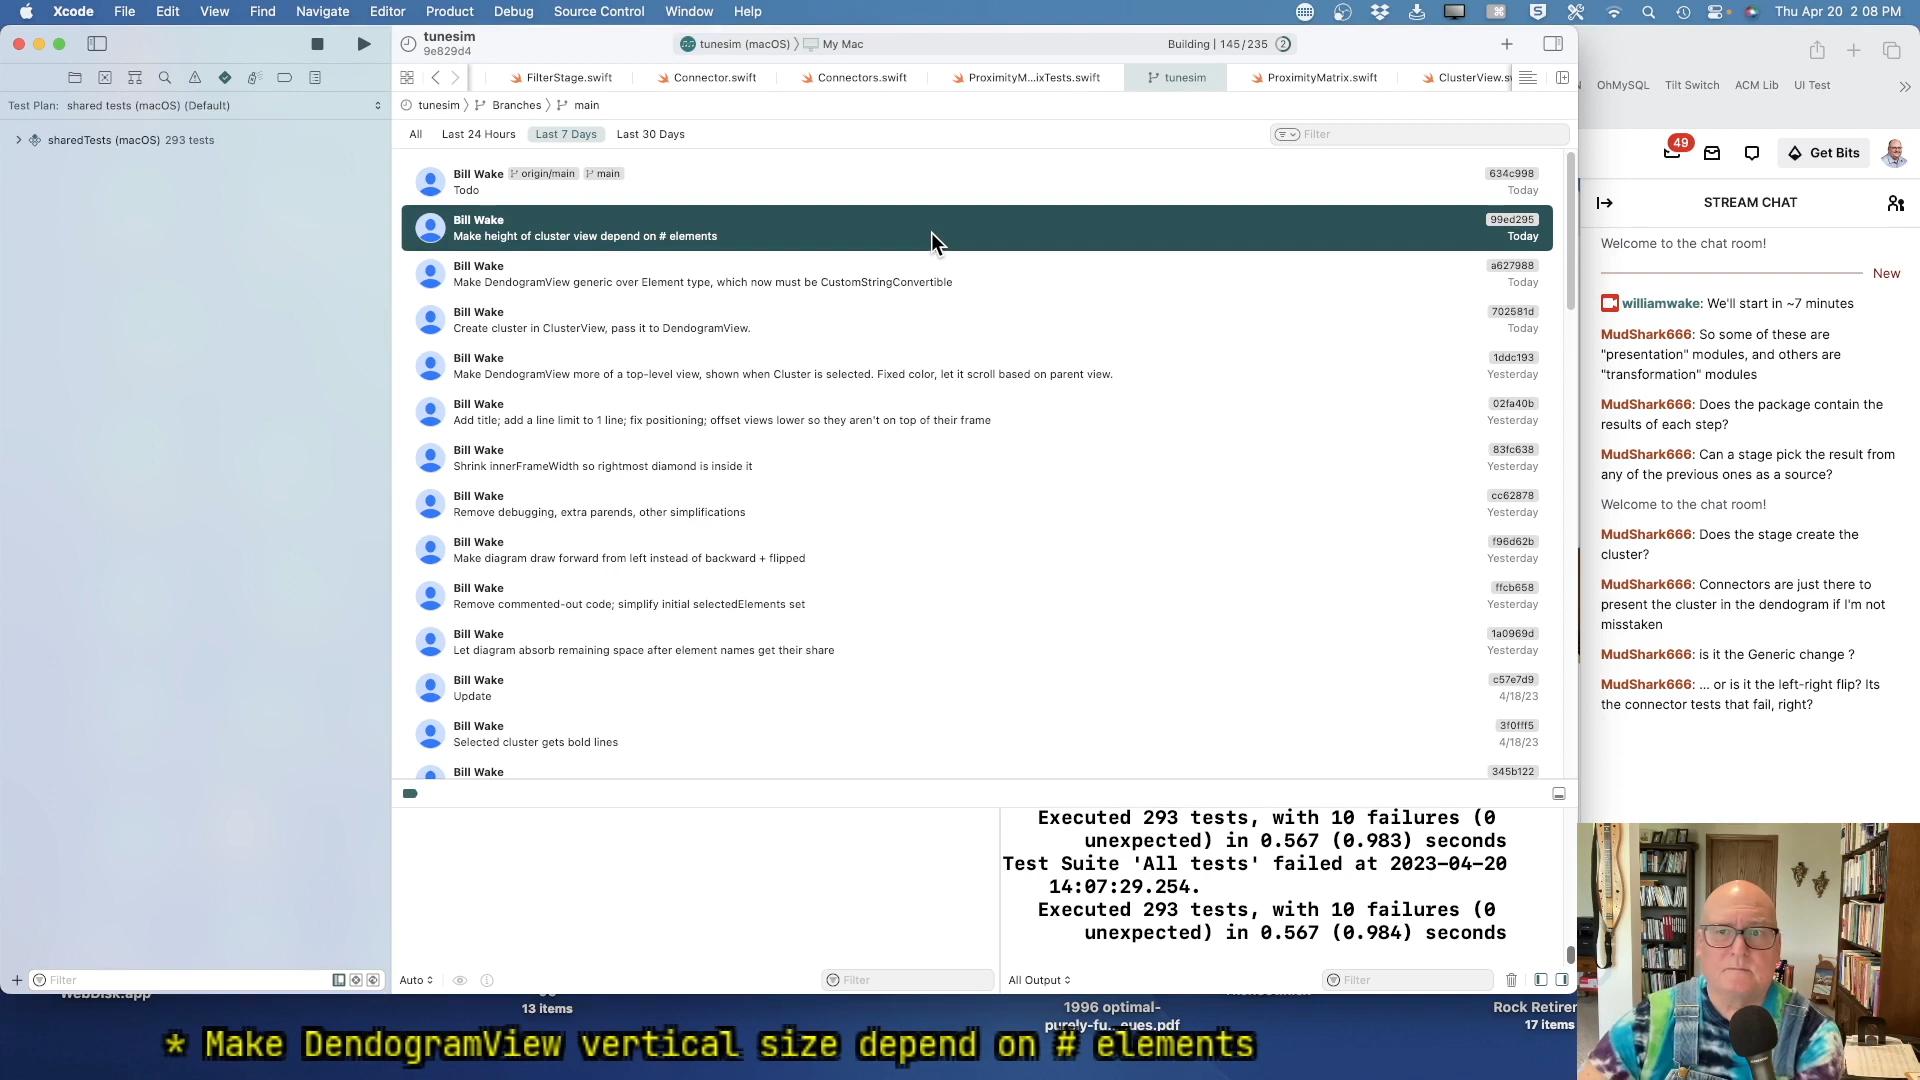 Xcode File Edit View Find Navigate Editor Product Debug Source Control Window Help
Thu Apr 20 2:08 PM
tunesim
9e829d4
tunesim (macOS) My Mac
Building | 145/235 2
FilterStage.swift Connector.swift Connectors.swift ProximityM...ixTests.swift tunesim ProximityMatrix.swift ClusterView.s
Test Plan: shared tests (macOS) (Default)
tunesim Branches main
sharedTests (macOS) 293 tests
All Last 24 Hours Last 7 Days Last 30 Days
Filter
Bill Wake origin/main main 634c998
Todo Today
Bill Wake 99ed295
Make height of cluster view depend on # elements Today
Bill Wake a627988
Make DendogramView generic over Element type, which now must be CustomStringConvertible Today
Bill Wake 702581d
Create cluster in ClusterView, pass it to DendogramView. Today
Bill Wake 1ddc193
Make DendogramView more of a top-level view, shown when Cluster is selected. Fixed color, let it scroll based on parent view. Yesterday
Bill Wake 02fa40b
Add title; add a line limit to 1 line; fix positioning; offset views lower so they aren't on top of their frame Yesterday
Bill Wake 83fc638
Shrink innerFrameWidth so rightmost diamond is inside it Yesterday
Bill Wake cc62878
Remove debugging, extra parends, other simplifications Yesterday
Bill Wake f96d62b
Make diagram draw forward from left instead of backward + flipped Yesterday
Bill Wake ffcb658
Remove commented-out code; simplify initial selectedElements set Yesterday
Bill Wake 1a0969d
Let diagram absorb remaining space after element names get their share Yesterday
Bill Wake c57e7d9
Update 4/18/23
Bill Wake 3f0fff5
Selected cluster gets bold lines 4/18/23
Bill Wake 345b122
Executed 293 tests, with 10 failures (0
unexpected) in 0.567 (0.983) seconds
Test Suite 'All tests' failed at 2023-04-20
14:07:29.254.
Executed 293 tests, with 10 failures (0
unexpected) in 0.567 (0.984) seconds
Filter
Auto
Filter
All Output
Filter
OhMySQL Tilt Switch ACM Lib UI Test
49
Get Bits
STREAM CHAT
Welcome to the chat room!
New
williamwake: We'll start in ~7 minutes
MudShark666: So some of these are
"presentation" modules, and others are
"transformation" modules
MudShark666: Does the package contain the
results of each step?
MudShark666: Can a stage pick the result from
any of the previous ones as a source?
Welcome to the chat room!
MudShark666: Does the stage create the
cluster?
MudShark666: Connectors are just there to
present the cluster in the dendogram if I'm not
misstaken
MudShark666: is it the Generic change ?
MudShark666: ... or is it the left-right flip? Its
the connector tests that fail, right?
WebDisk.app
13 items
1996 optimal-
purely-fu...eues.pdf
Rock Retirer
17 items
* Make DendogramView vertical size depend on # elements